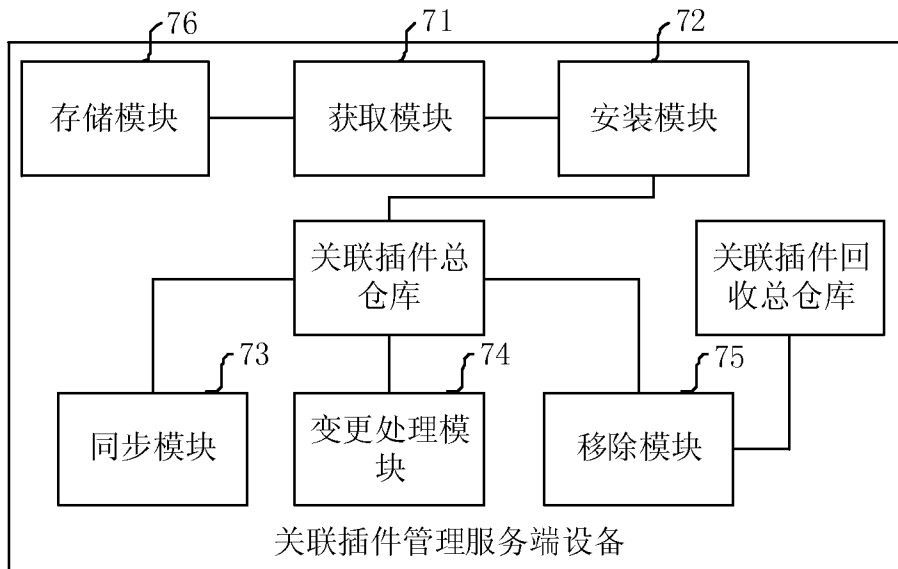 76
71
72
存储模块
获取模块
安装模块
关联插件总
仓库
关联插件回
收总仓库
73
74
75
同步模块
变更处理模
块
移除模块
关联插件管理服务端设备